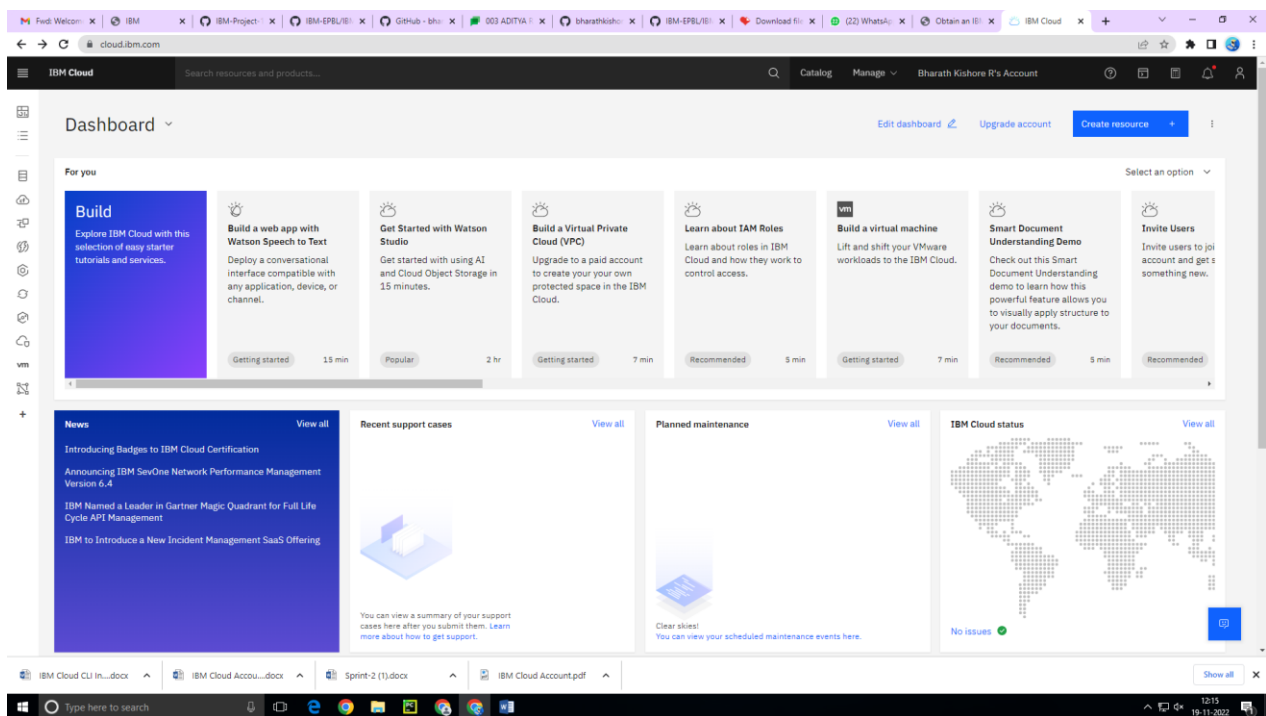 Fwd: Welcom
IBM
IBM-Project-
IBM-EPBL/IBM
GitHub - bha
003 ADITYA
bharathkisho
IBM-EPBL/IB
Download fil
(22) WhatsAp
Obtain an IB
IBM Cloud
cloud.ibm.com
IBM Cloud
Search resources and products...
Catalog
Manage
Bharath Kishore R's Account
Dashboard
Edit dashboard
Upgrade account
Create resource +
For you
Select an option
Build
Explore IBM Cloud with this
selection of easy starter
tutorials and services.
Build a web app with
Watson Speech to Text
Deploy a conversational
interface compatible with
any application, device, or
channel.
Getting started 15 min
Get Started with Watson
Studio
Get started with using AI
and Cloud Object Storage in
15 minutes.
Popular 2 hr
Build a Virtual Private
Cloud (VPC)
Upgrade to a paid account
to create your your own
protected space in the IBM
Cloud.
Getting started 7 min
Learn about IAM Roles
Learn about roles in IBM
Cloud and how they work to
control access.
Recommended 5 min
vm
Build a virtual machine
Lift and shift your VMware
workloads to the IBM Cloud.
Getting started 7 min
Smart Document
Understanding Demo
Check out this Smart
Document Understanding
demo to learn how this
powerful feature allows you
to visually apply structure to
your documents.
Recommended 5 min
Invite Users
Invite users to joi
account and get s
something new.
Recommended
vm
News View all
Introducing Badges to IBM Cloud Certification
Announcing IBM SevOne Network Performance Management
Version 6.4
IBM Named a Leader in Gartner Magic Quadrant for Full Life
Cycle API Management
IBM to Introduce a New Incident Management SaaS Offering
Recent support cases View all
You can view a summary of your support
cases here after you submit them. Learn
more about how to get support.
Planned maintenance View all
Clear skies!
You can view your scheduled maintenance events here.
IBM Cloud status View all
No issues
IBM Cloud CLI In....docx
IBM Cloud Accou....docx
Sprint-2 (1).docx
IBM Cloud Account.pdf
Show all
Type here to search
12:15
19-11-2022